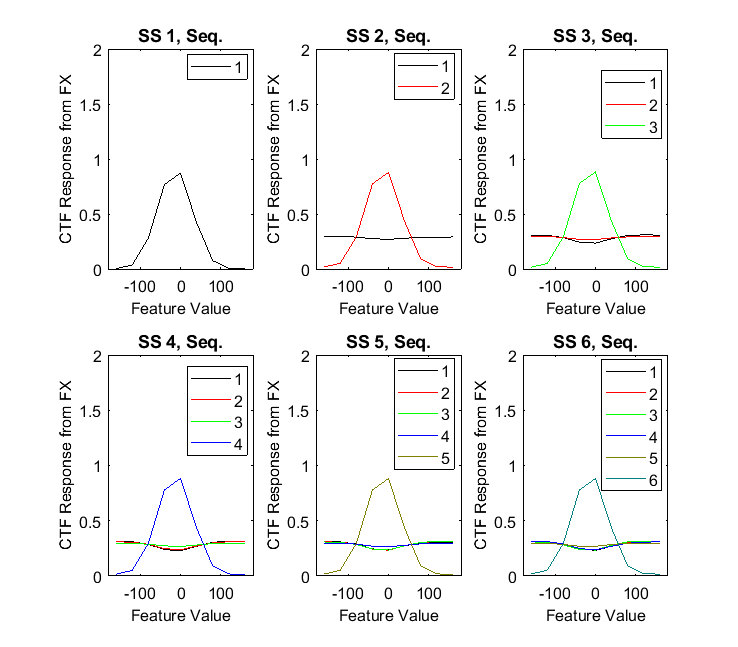 SS 1, Seq.
2
1.5
1
0.5
0
CTF Response from FX
-100 0 100
Feature Value
1
SS 2, Seq.
2
1.5
1
0.5
0
CTF Response from FX
-100 0 100
Feature Value
1
2
SS 3, Seq.
2
1.5
1
0.5
0
CTF Response from FX
-100 0 100
Feature Value
1
2
3
SS 4, Seq.
2
1.5
1
0.5
0
CTF Response from FX
-100 0 100
Feature Value
1
2
3
4
SS 5, Seq.
2
1.5
1
0.5
0
CTF Response from FX
-100 0 100
Feature Value
1
2
3
4
5
SS 6, Seq.
2
1.5
1
0.5
0
CTF Response from FX
-100 0 100
Feature Value
1
2
3
4
5
6